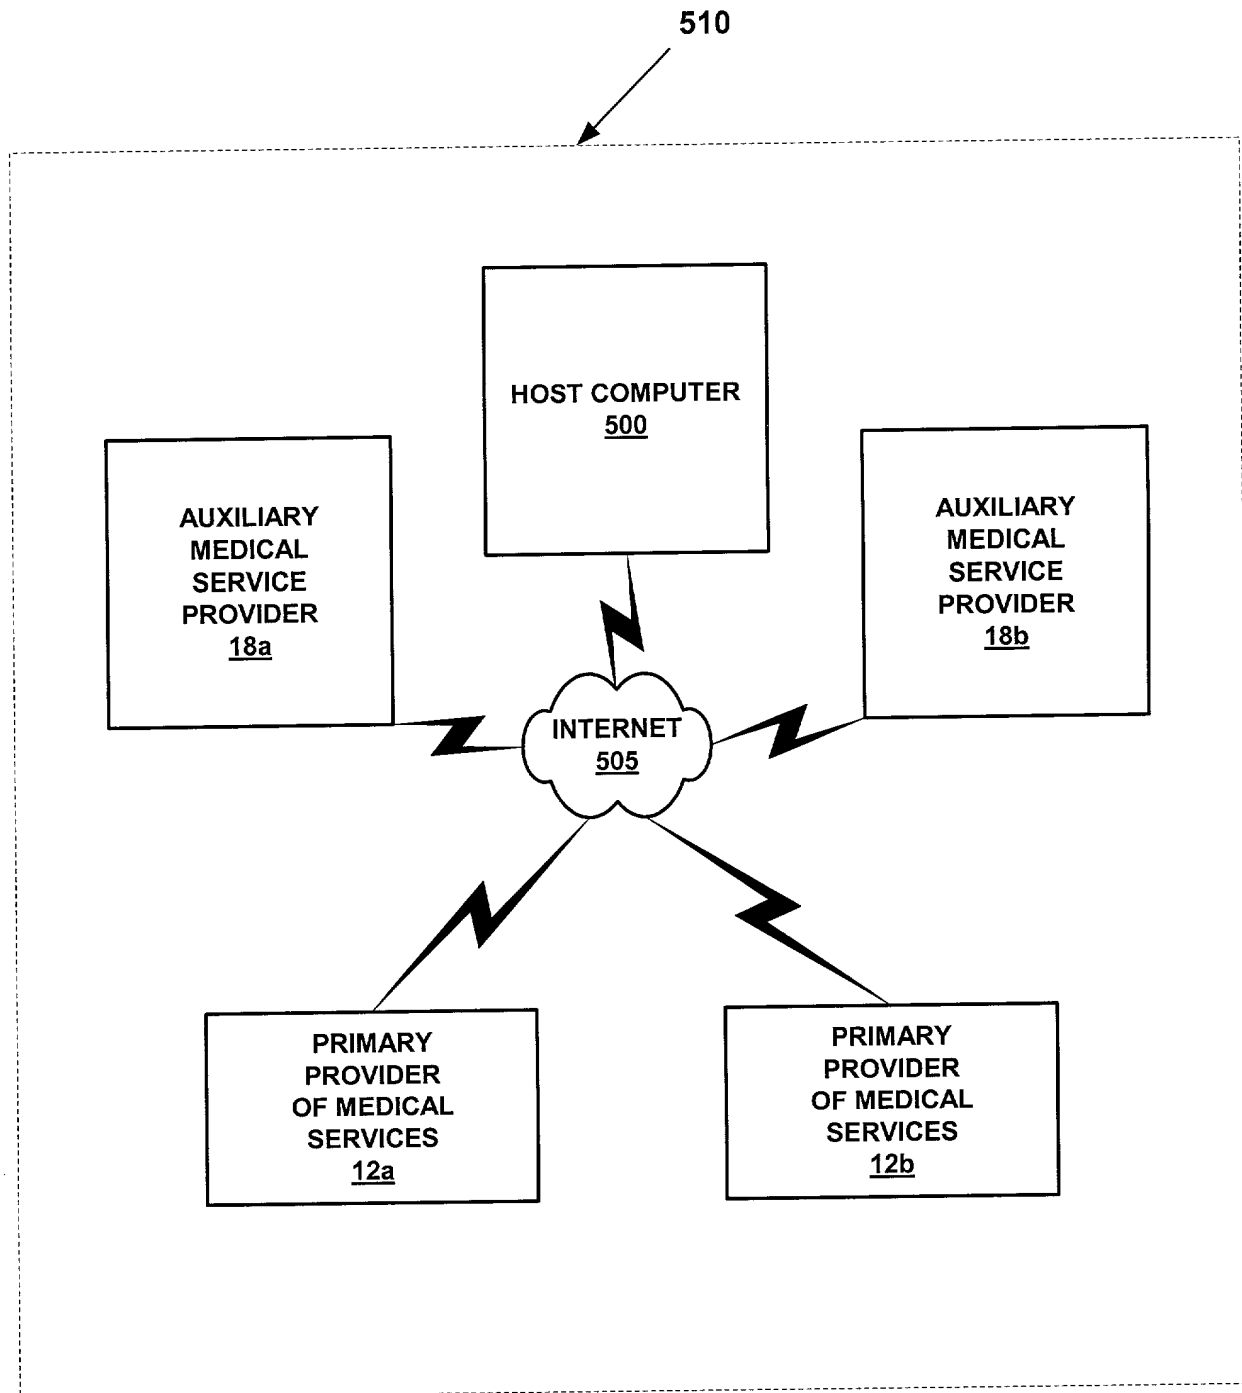 510
HOST COMPUTER
500
AUXILIARY
MEDICAL
SERVICE
PROVIDER
18a
AUXILIARY
MEDICAL
SERVICE
PROVIDER
18b
INTERNET
505
PRIMARY
PROVIDER
OF MEDICAL
SERVICES
12a
PRIMARY
PROVIDER
OF MEDICAL
SERVICES
12b